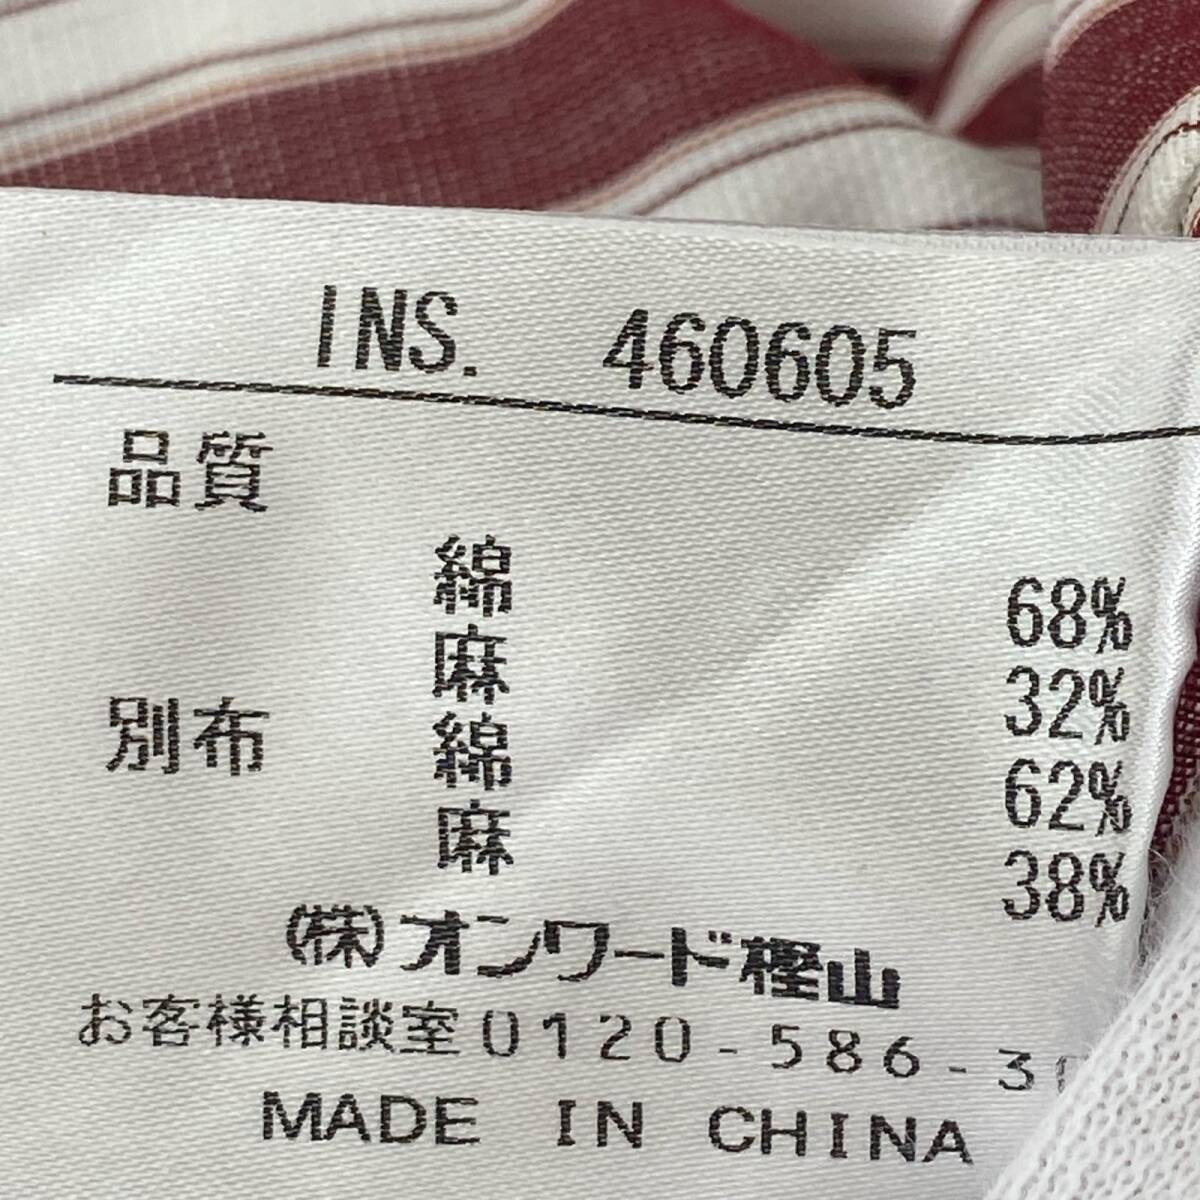 INS. 460605
品質
綿 68%
麻 32%
別布 綿 62%
麻 38%
(株)オンワード樫山
お客様相談室0120-586-3
MADE IN CHINA